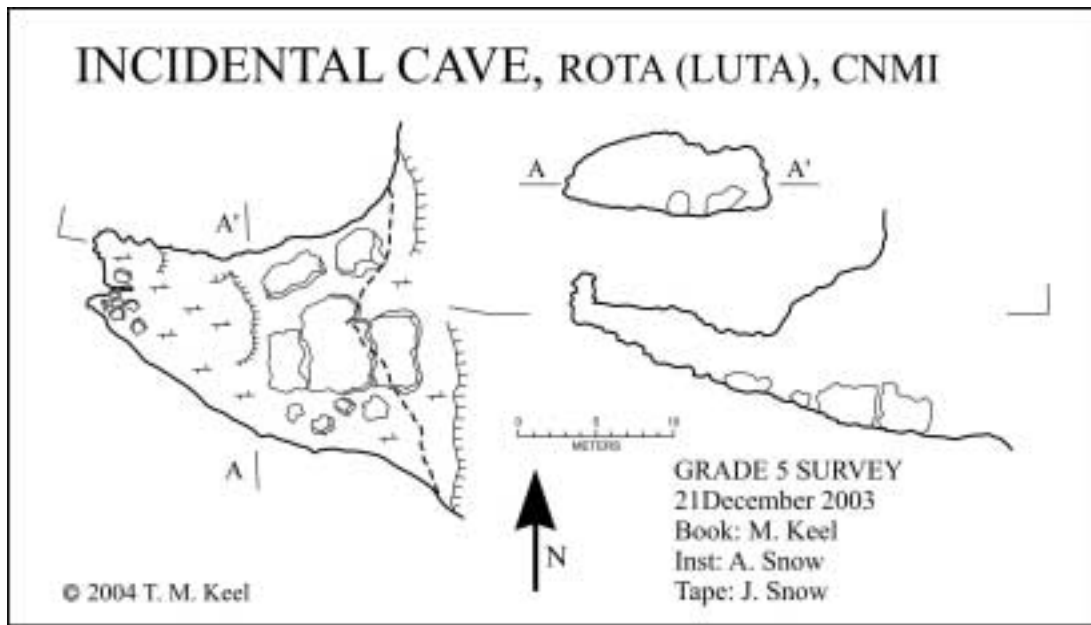 INCIDENTAL CAVE, ROTA (LUTA), CNMI
A A'
A'
A
0 5 10
METERS
N
GRADE 5 SURVEY
21December 2003
Book: M. Keel
Inst: A. Snow
Tape: J. Snow
© 2004 T. M. Keel